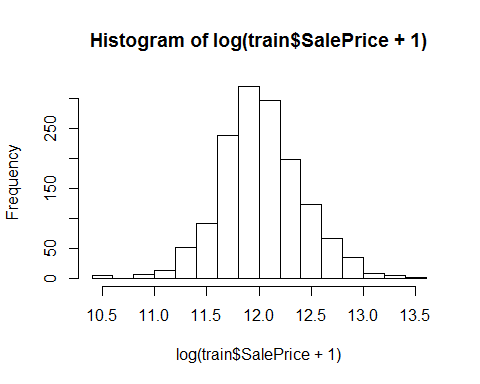 Histogram of log(train$SalePrice + 1)
Frequency
250
150
50
0
10.5 11.0 11.5 12.0 12.5 13.0 13.5
log(train$SalePrice + 1)